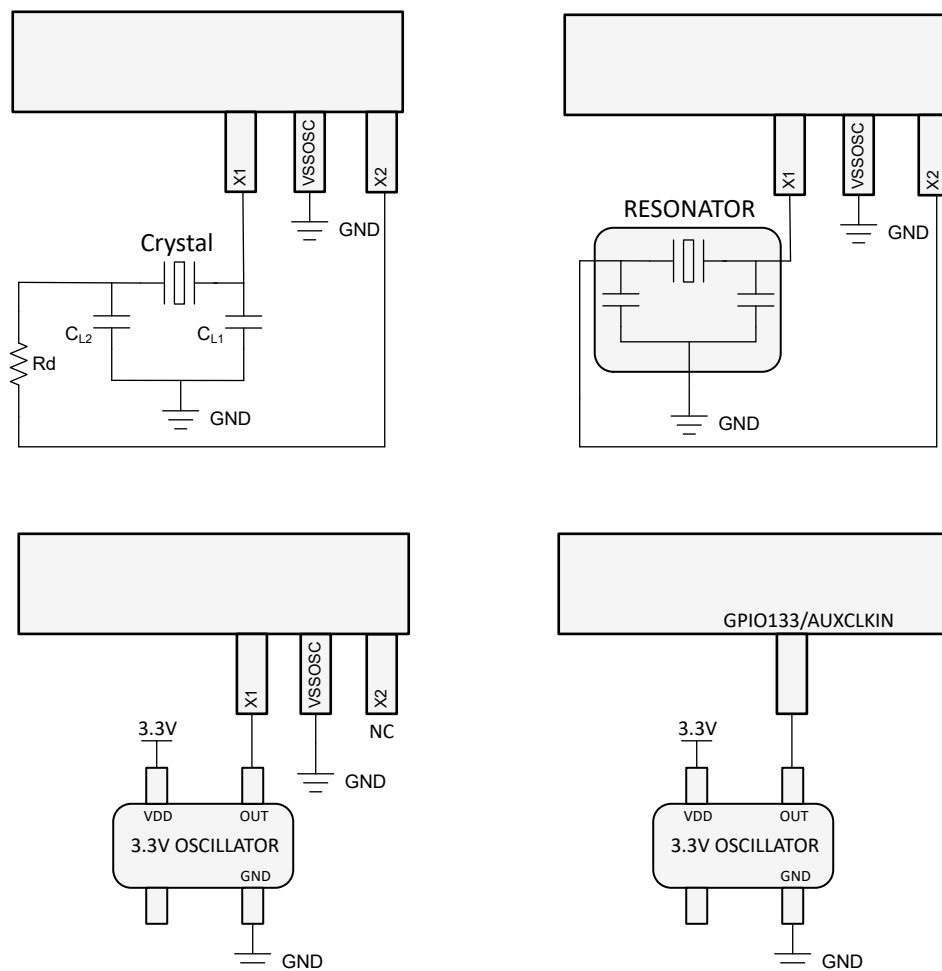 X1
VSSOSC
X2
GND
Crystal
CL2
CL1
Rd
GND
X1
VSSOSC
X2
GND
RESONATOR
GND
X1
VSSOSC
X2
NC
3.3V
GND
VDD
OUT
3.3V OSCILLATOR
GND
GND
GPIO133/AUXCLKIN
3.3V
VDD
OUT
3.3V OSCILLATOR
GND
GND